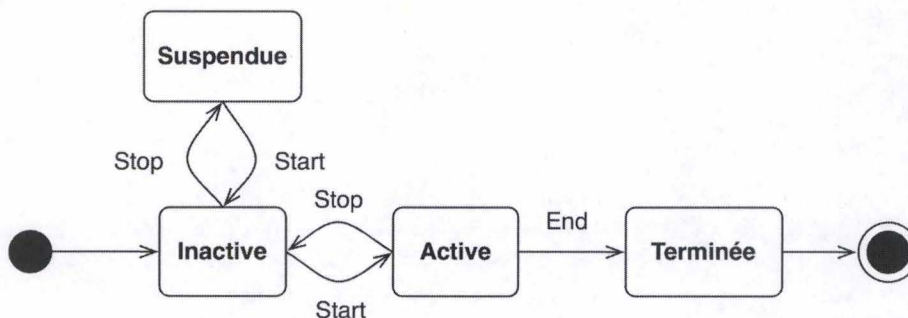 Suspendue
Stop
Start
Stop
Inactive
Active
End
Terminée
Start